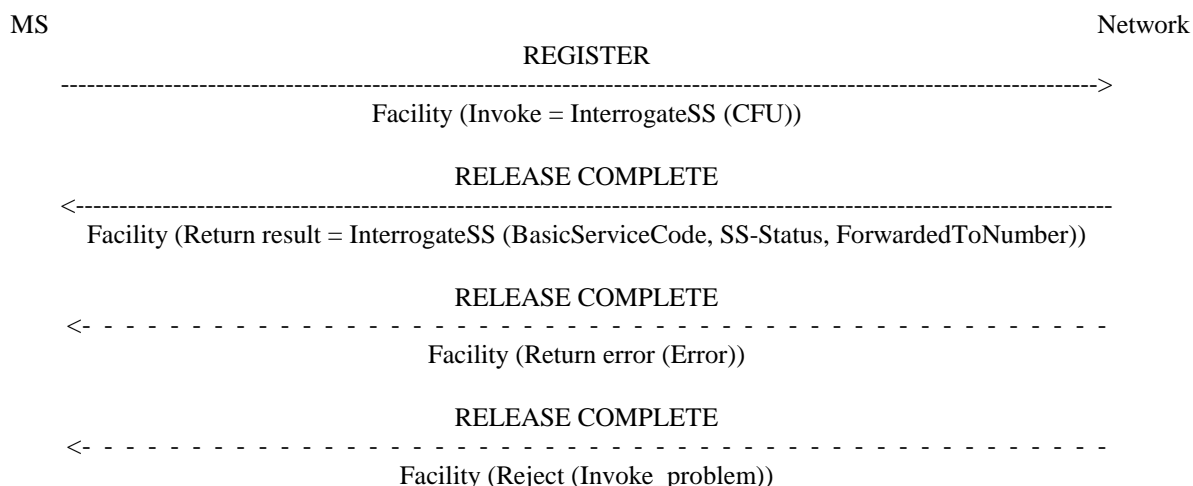 MS Network
REGISTER
Facility (Invoke = InterrogateSS (CFU))
RELEASE COMPLETE
Facility (Return result = InterrogateSS (BasicServiceCode, SS-Status, ForwardedToNumber))
RELEASE COMPLETE
Facility (Return error (Error))
RELEASE COMPLETE
Facility (Reject (Invoke_problem))